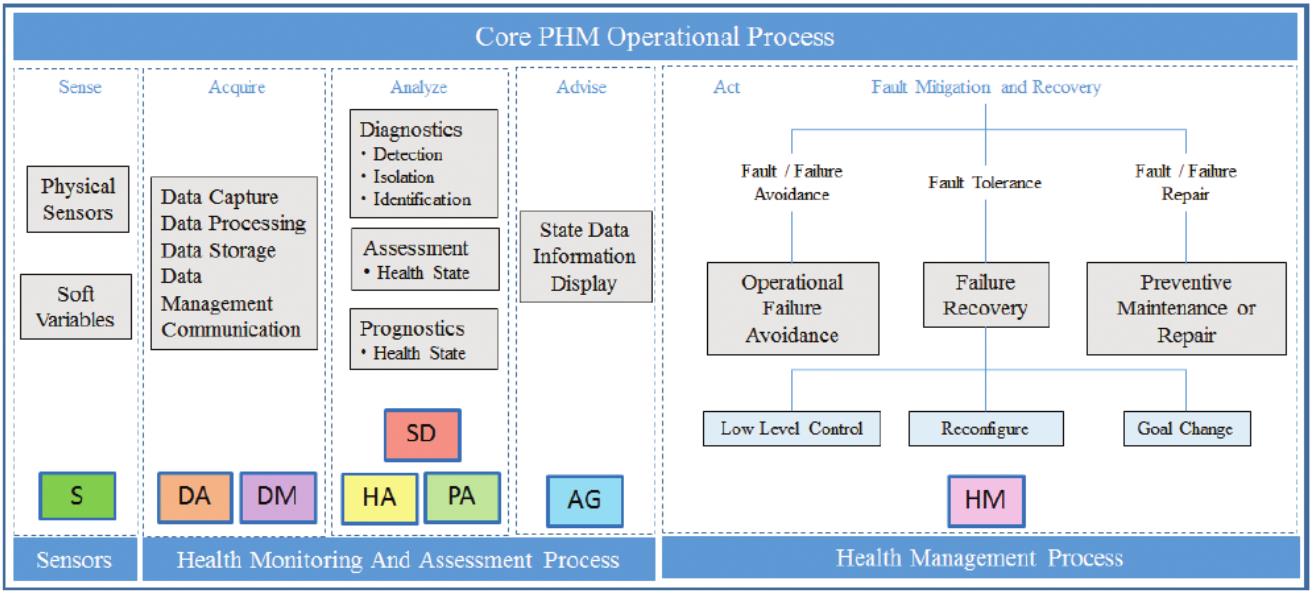 Core PHM Operational Process
Sense
Physical
Sensors
Soft
Variables
S
Sensors
Acquire
Data Capture
Data Processing
Data Storage
Data
Management
Communication
DA
DM
Analyze
Diagnostics
• Detection
• Isolation
• Identification
Assessment
• Health State
Prognostics
• Health State
SD
HA
PA
Advise
State Data
Information
Display
AG
Health Monitoring And Assessment Process
Act
Fault Mitigation and Recovery
Fault / Failure
Avoidance
Fault Tolerance
Fault / Failure
Repair
Operational
Failure
Avoidance
Failure
Recovery
Preventive
Maintenance or
Repair
Low Level Control
Reconfigure
Goal Change
HM
Health Management Process